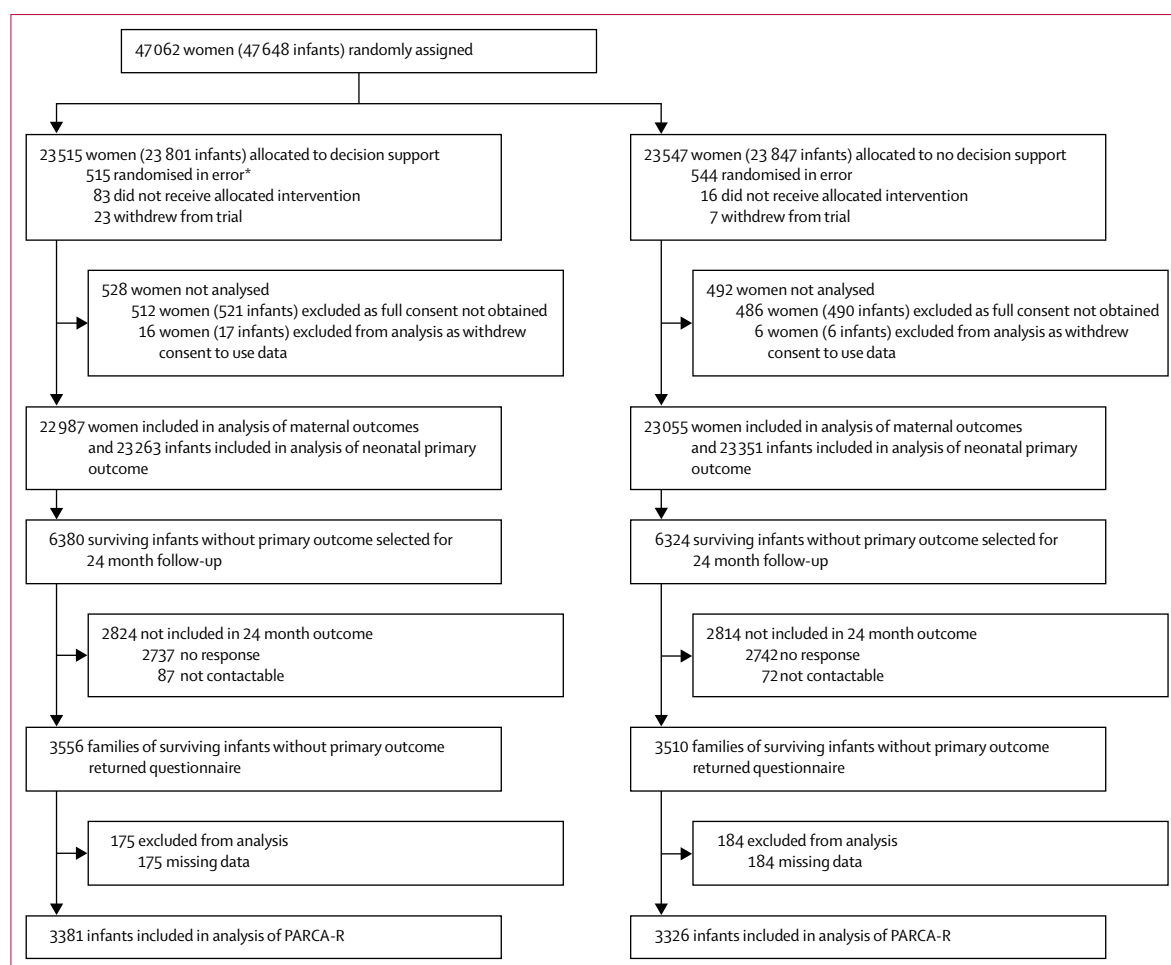 47 062 women (47 648 infants) randomly assigned
23 515 women (23 801 infants) allocated to decision support
515 randomised in error*
83 did not receive allocated intervention
23 withdrew from trial
23 547 women (23 847 infants) allocated to no decision support
544 randomised in error
16 did not receive allocated intervention
7 withdrew from trial
528 women not analysed
512 women (521 infants) excluded as full consent not obtained
16 women (17 infants) excluded from analysis as withdrew
consent to use data
492 women not analysed
486 women (490 infants) excluded as full consent not obtained
6 women (6 infants) excluded from analysis as withdrew
consent to use data
22 987 women included in analysis of maternal outcomes
and 23 263 infants included in analysis of neonatal primary
outcome
23 055 women included in analysis of maternal outcomes
and 23 351 infants included in analysis of neonatal primary
outcome
6380 surviving infants without primary outcome selected for
24 month follow-up
6324 surviving infants without primary outcome selected for
24 month follow-up
2824 not included in 24 month outcome
2737 no response
87 not contactable
2814 not included in 24 month outcome
2742 no response
72 not contactable
3556 families of surviving infants without primary outcome
returned questionnaire
3510 families of surviving infants without primary outcome
returned questionnaire
175 excluded from analysis
175 missing data
184 excluded from analysis
184 missing data
3381 infants included in analysis of PARCA-R
3326 infants included in analysis of PARCA-R